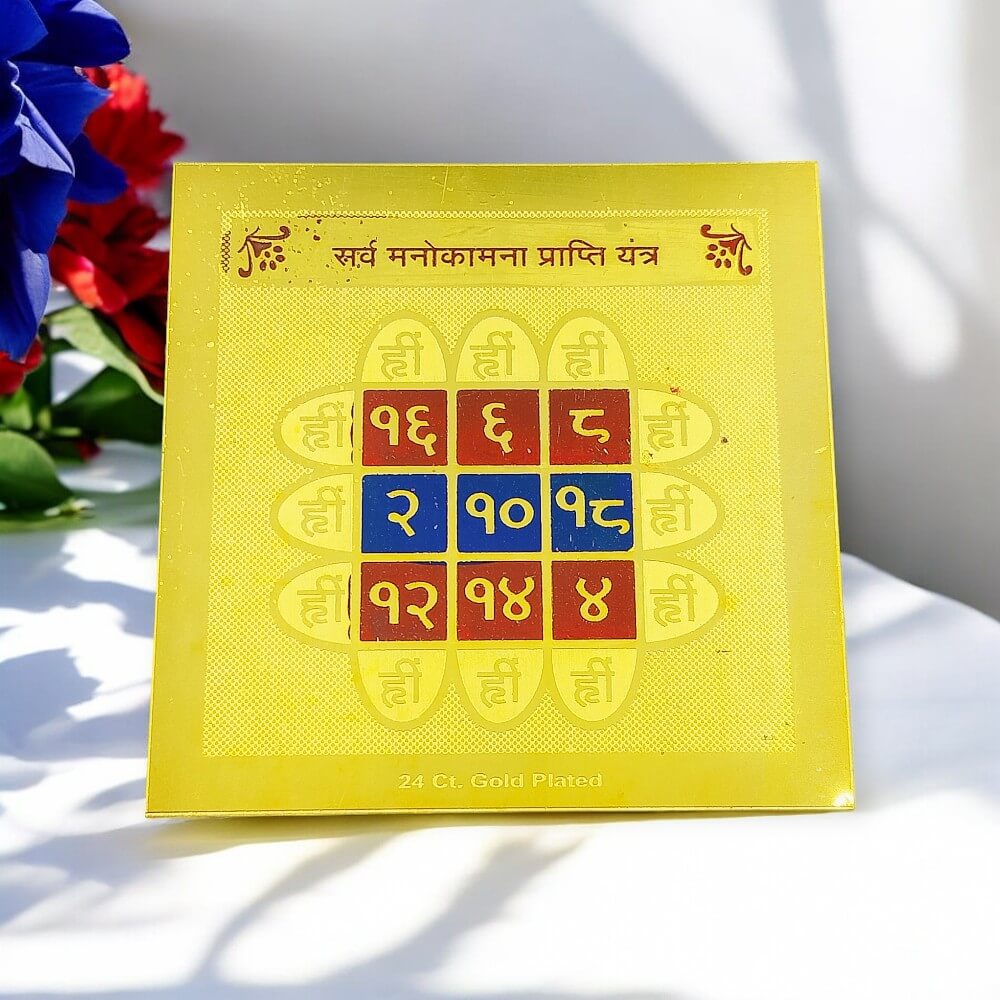 सर्व मनोकामना प्राप्ति यंत्र
ह्रीं ह्रीं ह्रीं
ह्रीं १६ ६ ८ ह्रीं
ह्रीं २ १० १८ ह्रीं
ह्रीं १२ १४ ४ ह्रीं
ह्रीं ह्रीं ह्रीं
24 Ct. Gold Plated